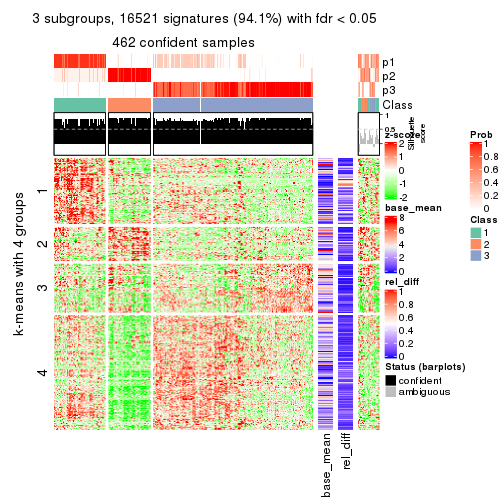 3 subgroups, 16521 signatures (94.1%) with fdr < 0.05
462 confident samples
p1
p2
p3
Class
1
0.5
0
Silhouette
score
k-means with 4 groups
1
2
3
4
base_mean
rel_diff
z-score
2
1
0
-1
-2
base_mean
8
6
4
2
0
rel_diff
1
0.8
0.6
0.4
0.2
0
Status (barplots)
confident
ambiguous
Prob
1
0.8
0.6
0.4
0.2
0
Class
1
2
3